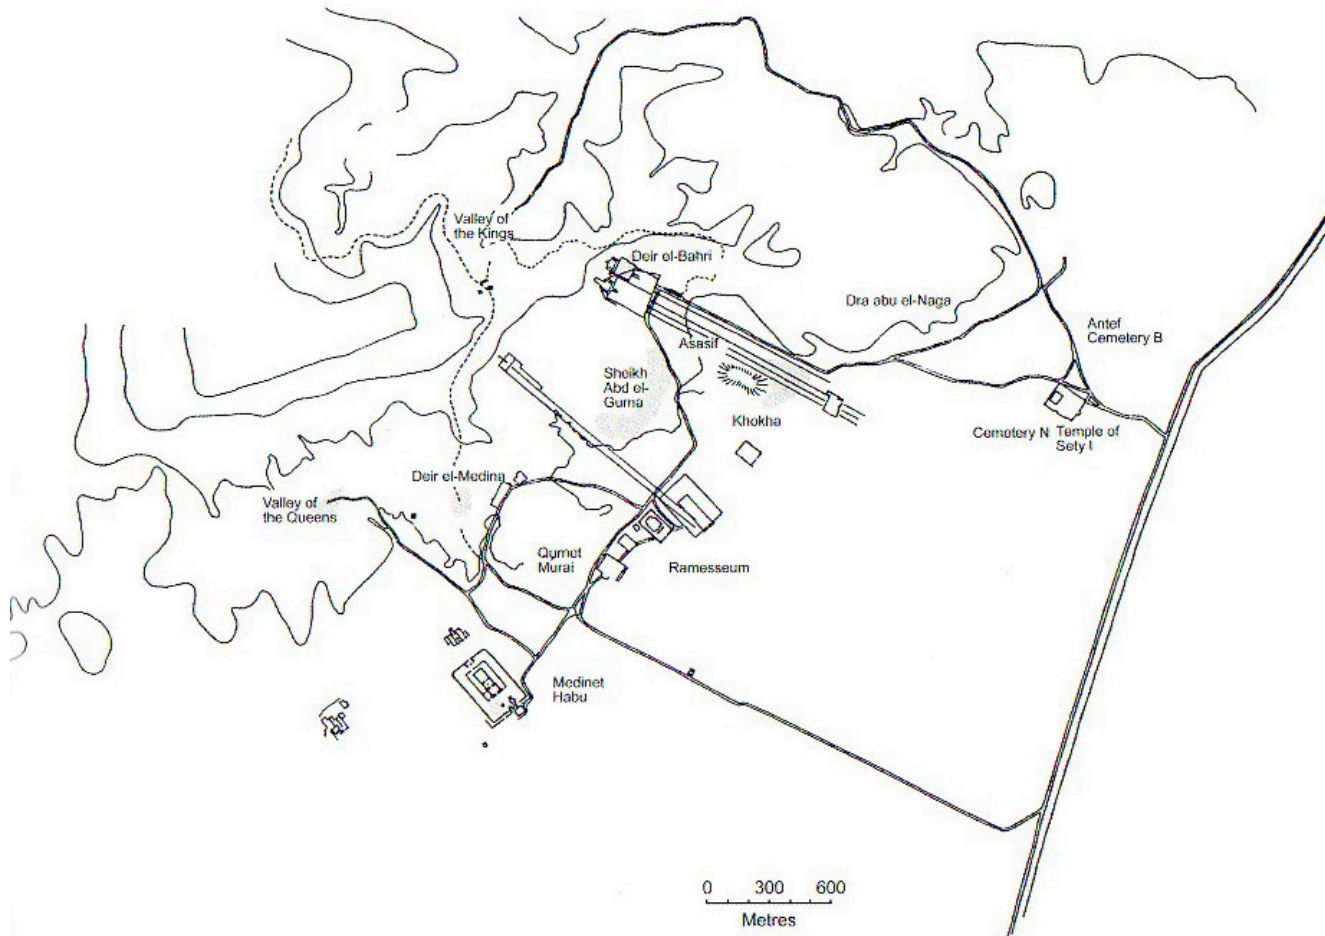 Valley of
the Kings
Deir el-Bahri
Dra abu el-Naga
Antef
Cemetery B
Asasif
Sheikh
Abd el-
Gurna
Khokha
Cemetery N
Temple of
Sety I
Deir el-Medina
Valley of
the Queens
Qurnet
Murai
Ramesseum
Medinet
Habu
0 300 600
Metres